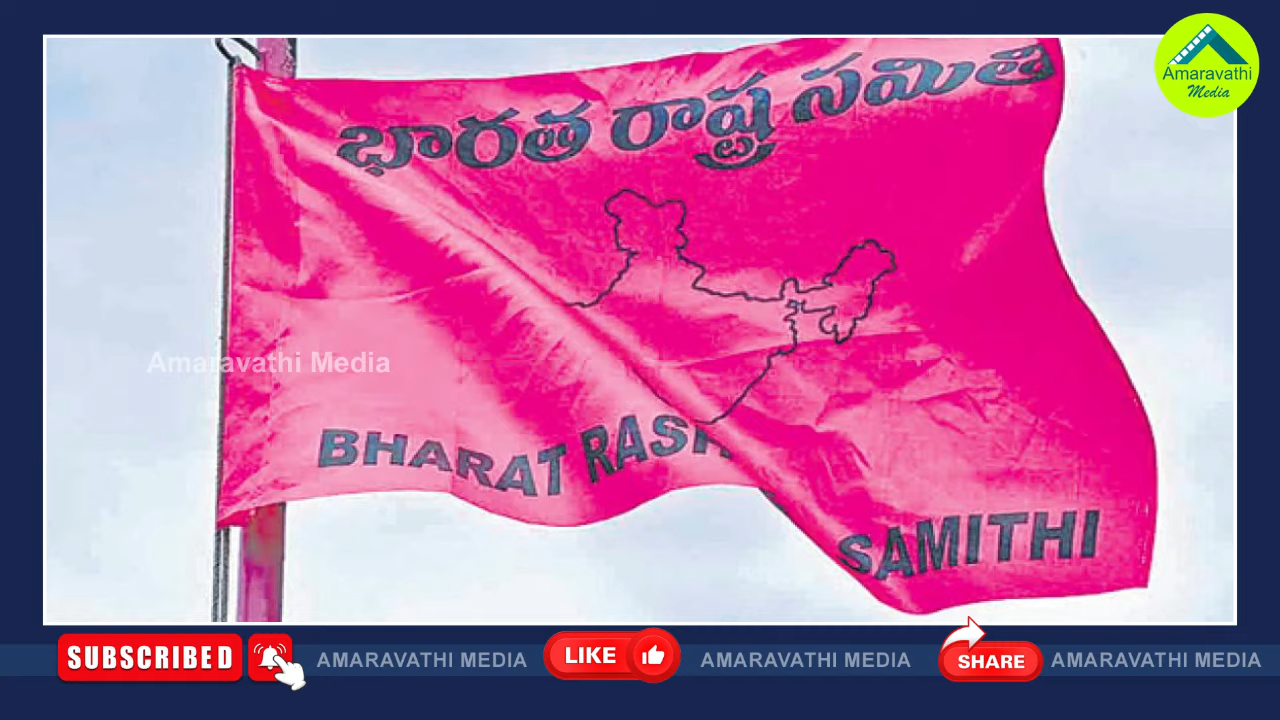 Amaravathi
Media
భారత రాష్ట్ర సమితి
Amaravathi Media
BHARAT RASH SAMITHI
SUBSCRIBED
AMARAVATHI MEDIA
LIKE
AMARAVATHI MEDIA
SHARE
AMARAVATHI MEDIA